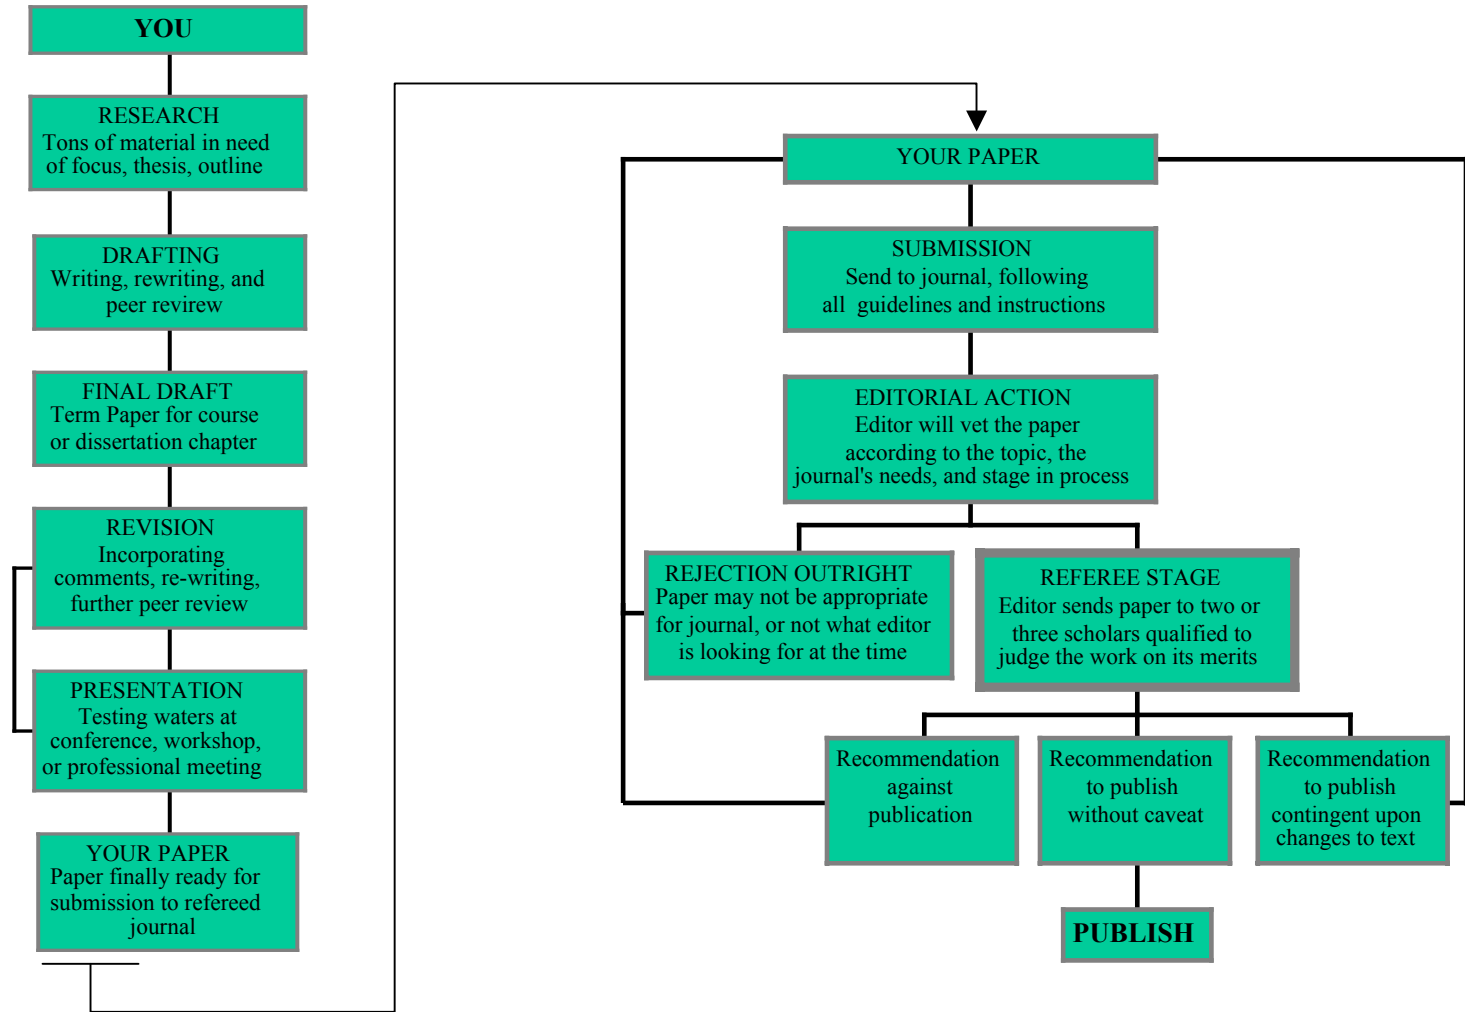 YOU
RESEARCH
Tons of material in need
of focus, thesis, outline
DRAFTING
Writing, rewriting, and
peer revirew
FINAL DRAFT
Term Paper for course
or dissertation chapter
REVISION
Incorporating
comments, re-writing,
further peer review
PRESENTATION
Testing waters at
conference, workshop,
or professional meeting
YOUR PAPER
Paper finally ready for
submission to refereed
journal
YOUR PAPER
SUBMISSION
Send to journal, following
all guidelines and instructions
EDITORIAL ACTION
Editor will vet the paper
according to the topic, the
journal's needs, and stage in process
REJECTION OUTRIGHT
Paper may not be appropriate
for journal, or not what editor
is looking for at the time
REFEREE STAGE
Editor sends paper to two or
three scholars qualified to
judge the work on its merits
Recommendation
against
publication
Recommendation
to publish
without caveat
Recommendation
to publish
contingent upon
changes to text
PUBLISH